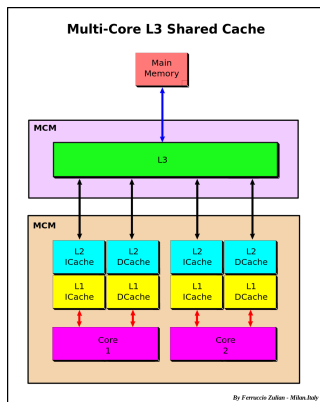 Multi-Core L3 Shared Cache
Main
Memory
MCM
L3
MCM
L2
ICache
L2
DCache
L2
ICache
L2
DCache
L1
ICache
L1
DCache
L1
ICache
L1
DCache
Core
1
Core
2
By Ferruccio Zulian - Milan.Italy